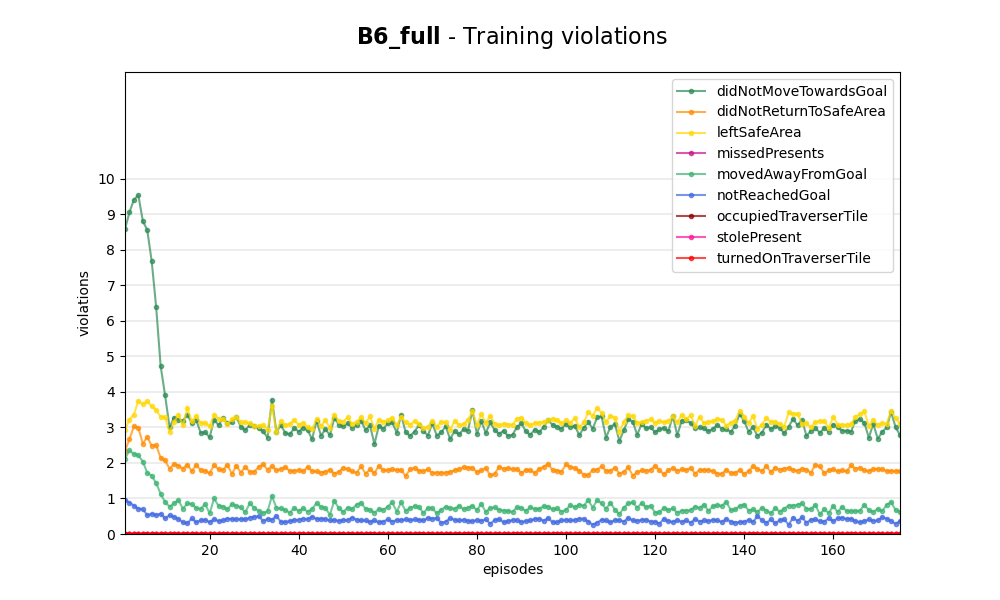 B6_full - Training violations
didNotMoveTowardsGoal
didNotReturnToSafeArea
leftSafeArea
missedPresents
movedAwayFromGoal
notReachedGoal
occupiedTraverserTile
stolePresent
turnedOnTraverserTile
10
9
8
7
6
5
4
3
2
1
0
violations
20 40 60 80 100 120 140 160
episodes